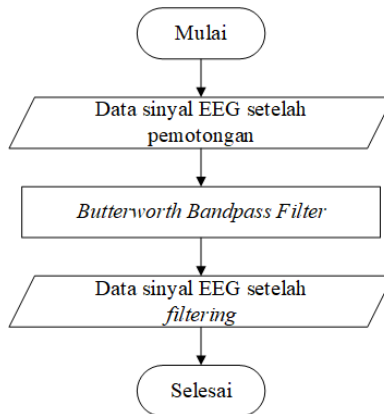 Mulai
Data sinyal EEG setelah
pemotongan
Butterworth Bandpass Filter
Data sinyal EEG setelah
filtering
Selesai